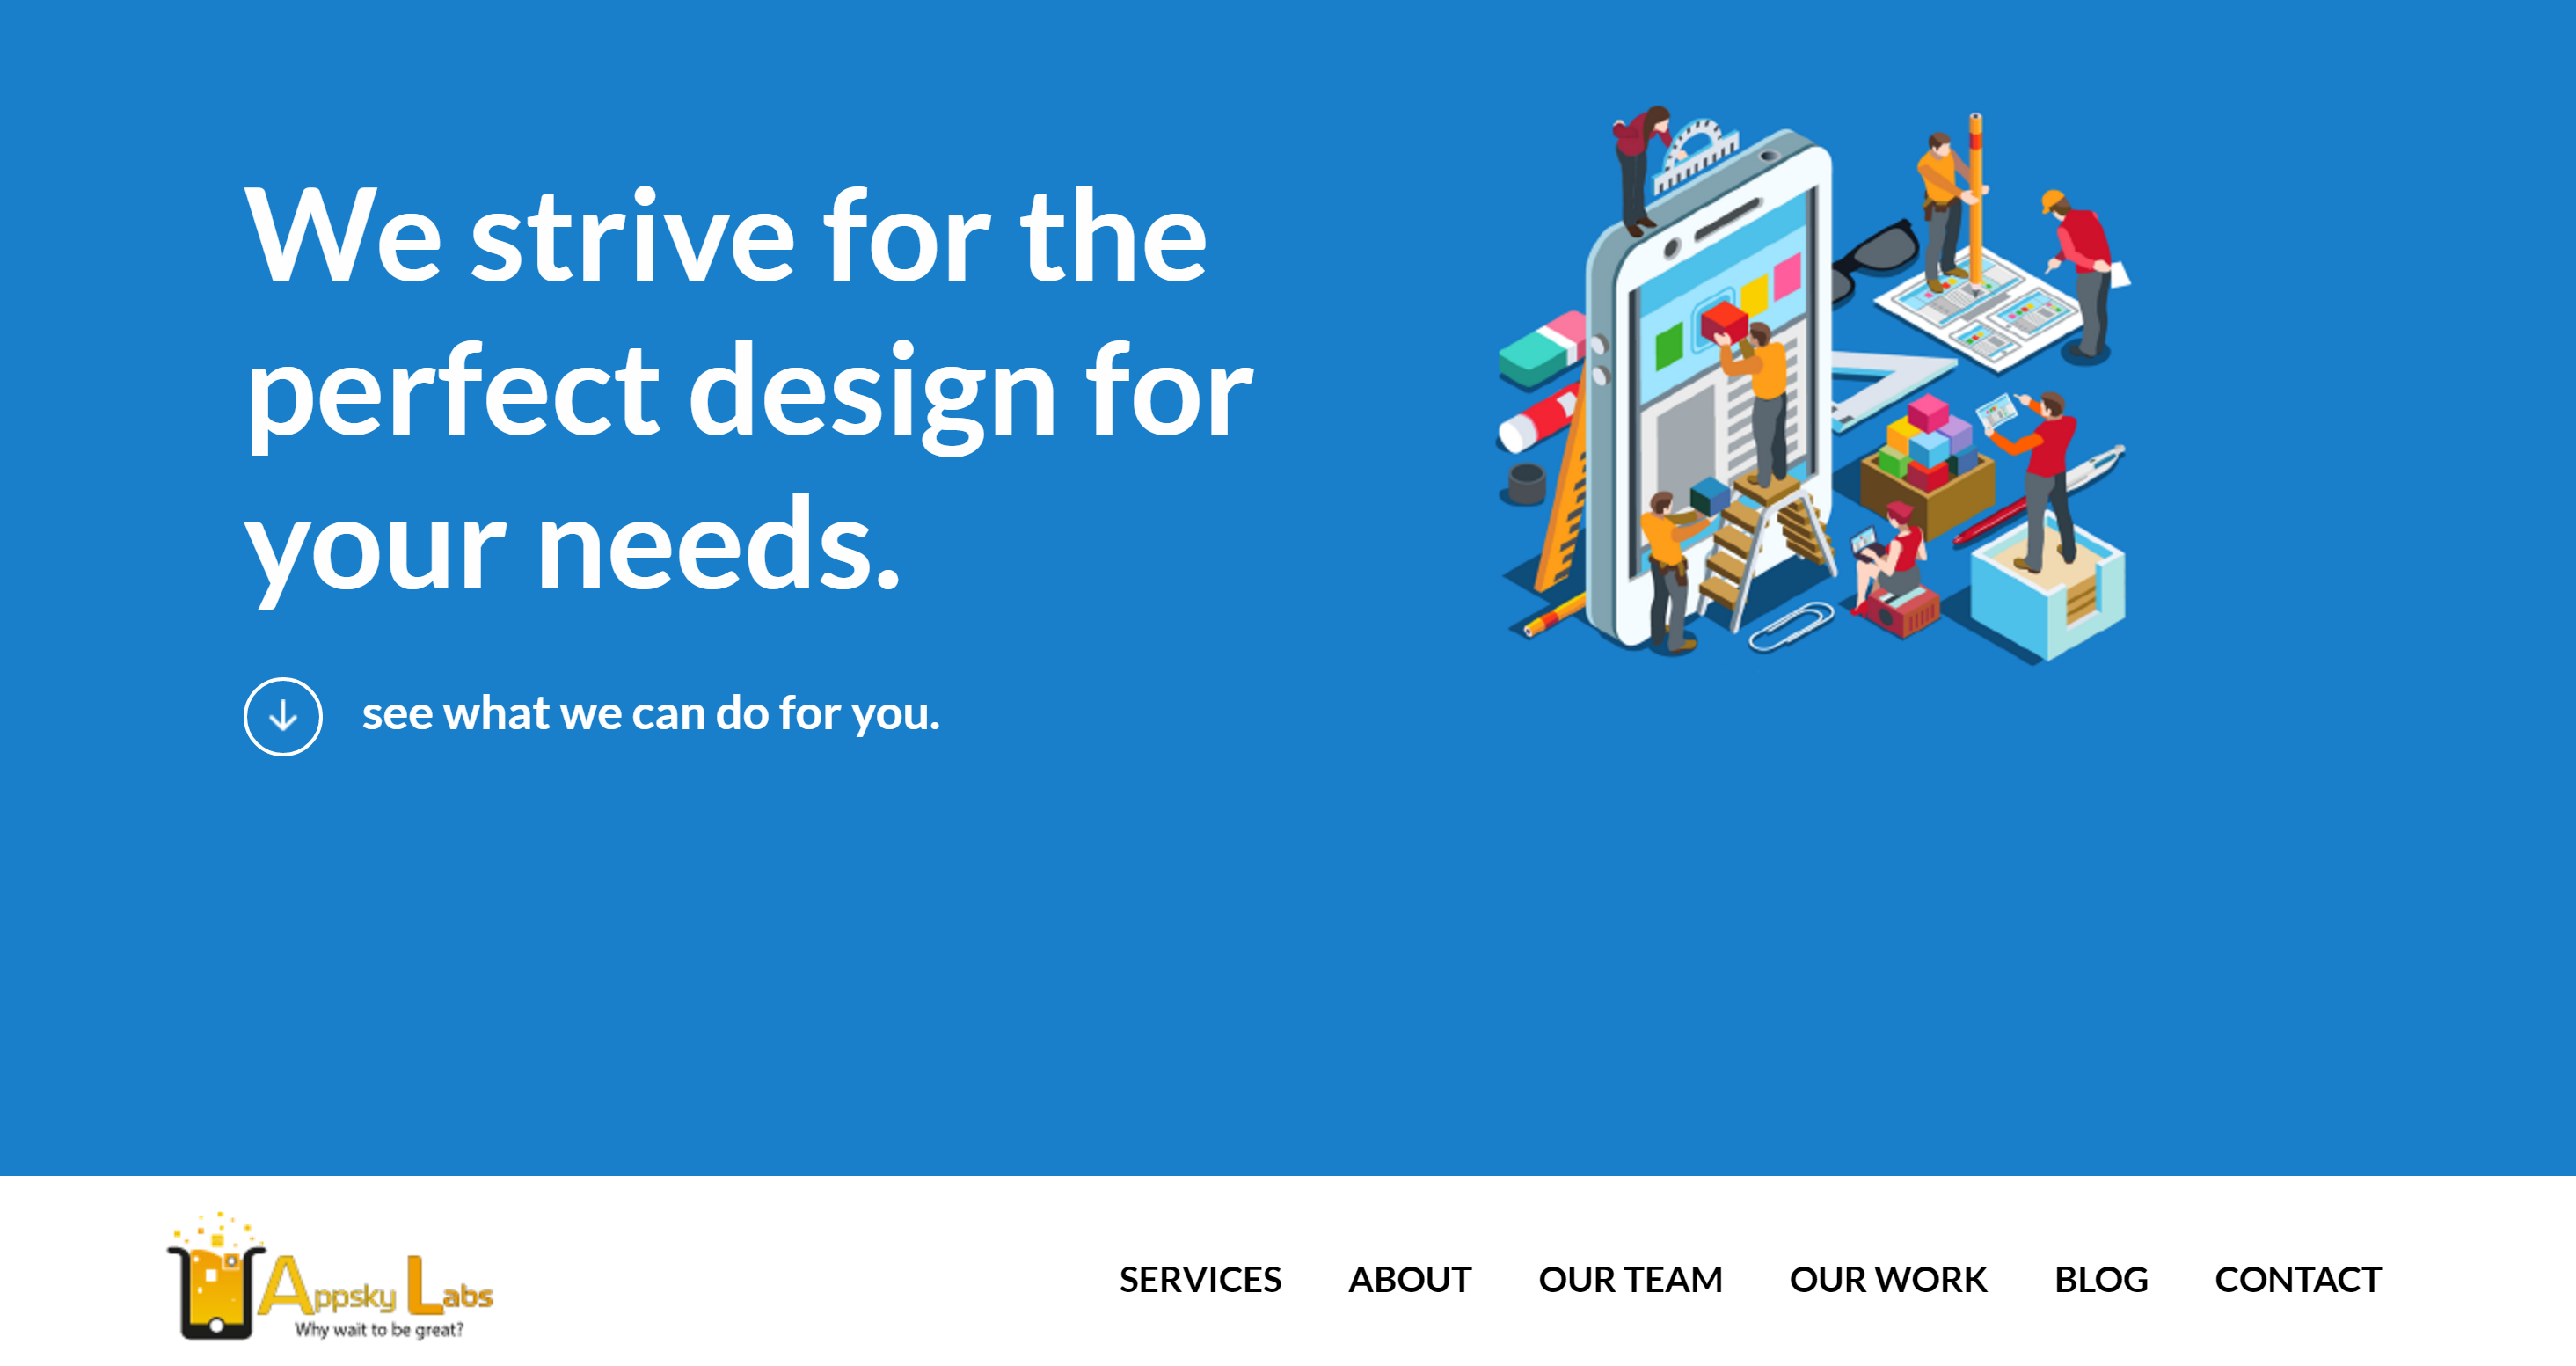 We strive for the
perfect design for
your needs.
see what we can do for you.
Appsky Labs
Why wait to be great?
SERVICES ABOUT OUR TEAM OUR WORK BLOG CONTACT